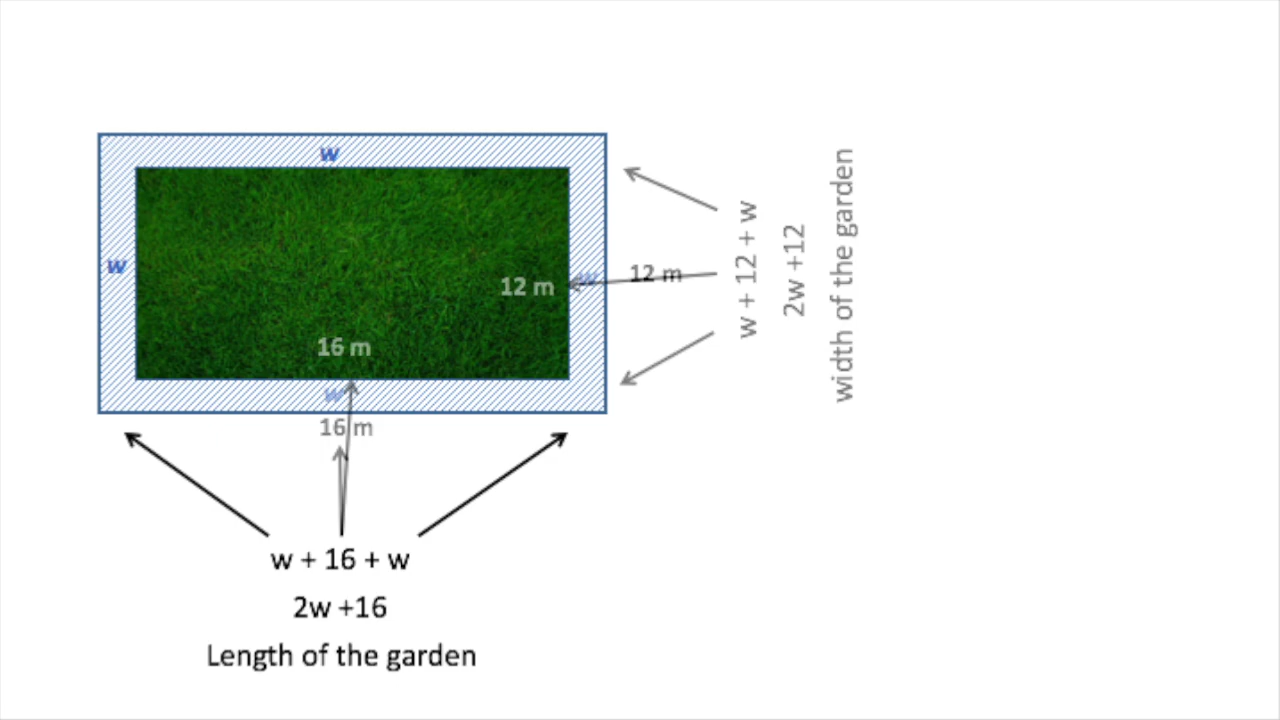 w
w
w
12 m
12 m
16 m
w
16 m
w + 12 + w
2w +12
width of the garden
w + 16 + w
2w +16
Length of the garden